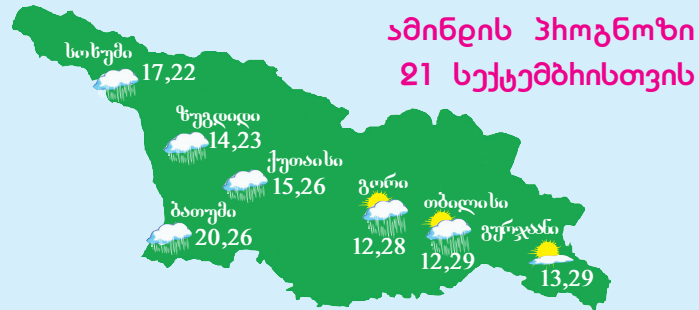 ამინდის პროგნოზი
21 სექტემბრისთვის
სოხუმი
17,22
ზუგდიდი
14,23
ქუთაისი
15,26
ბათუმი
20,26
გორი
12,28
თბილისი
12,29
გურჯაანი
13,29